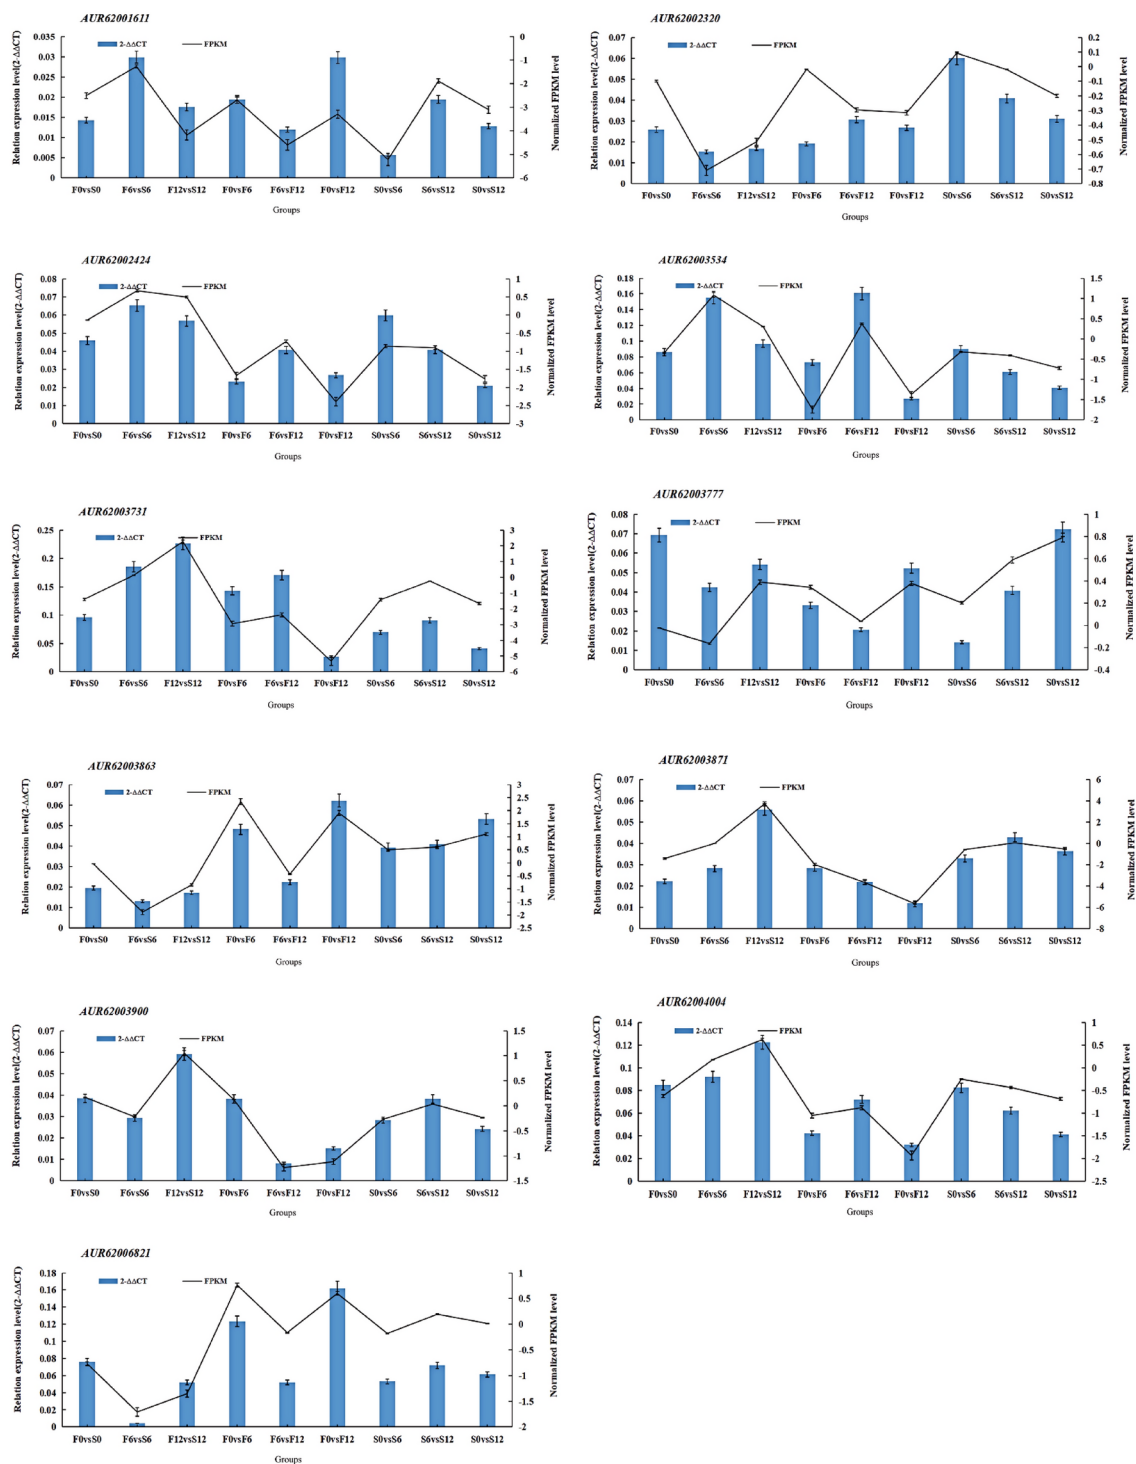 AUR62001611
2-ΔΔCT FPKM
Relation expression level(2-ΔΔCT)
0.035
0.03
0.025
0.02
0.015
0.01
0.005
0
0
-1
-2
-3
-4
-5
-6
Normalized FPKM level
F0vsS0 F6vsS6 F12vsS12 F0vsF6 F6vsF12 F0vsF12 S0vsS6 S6vsS12 S0vsS12
Groups
AUR62002320
2-ΔΔCT FPKM
Relation expression level(2-ΔΔCT)
0.07
0.06
0.05
0.04
0.03
0.02
0.01
0
0.2
0.1
0
-0.1
-0.2
-0.3
-0.4
-0.5
-0.6
-0.7
-0.8
Normalized FPKM level
F0vsS0 F6vsS6 F12vsS12 F0vsF6 F6vsF12 F0vsF12 S0vsS6 S6vsS12 S0vsS12
Groups
AUR62002424
2-ΔΔCT FPKM
Relation expression level(2-ΔΔCT)
0.08
0.07
0.06
0.05
0.04
0.03
0.02
0.01
0
1
0.5
0
-0.5
-1
-1.5
-2
-2.5
-3
Normalized FPKM level
F0vsS0 F6vsS6 F12vsS12 F0vsF6 F6vsF12 F0vsF12 S0vsS6 S6vsS12 S0vsS12
Groups
AUR62003534
2-ΔΔCT FPKM
Relation expression level(2-ΔΔCT)
0.18
0.16
0.14
0.12
0.1
0.08
0.06
0.04
0.02
0
1.5
1
0.5
0
-0.5
-1
-1.5
-2
Normalized FPKM level
F0vsS0 F6vsS6 F12vsS12 F0vsF6 F6vsF12 F0vsF12 S0vsS6 S6vsS12 S0vsS12
Groups
AUR62003731
2-ΔΔCT FPKM
Relation expression level(2-ΔΔCT)
0.25
0.2
0.15
0.1
0.05
0
3
2
1
0
-1
-2
-3
-4
-5
-6
Normalized FPKM level
F0vsS0 F6vsS6 F12vsS12 F0vsF6 F6vsF12 F0vsF12 S0vsS6 S6vsS12 S0vsS12
Groups
AUR62003777
2-ΔΔCT FPKM
Relation expression level(2-ΔΔCT)
0.08
0.07
0.06
0.05
0.04
0.03
0.02
0.01
0
1
0.8
0.6
0.4
0.2
0
-0.2
-0.4
Normalized FPKM level
F0vsS0 F6vsS6 F12vsS12 F0vsF6 F6vsF12 F0vsF12 S0vsS6 S6vsS12 S0vsS12
Groups
AUR62003863
2-ΔΔCT FPKM
Relation expression level(2-ΔΔCT)
0.07
0.06
0.05
0.04
0.03
0.02
0.01
0
3
2.5
2
1.5
1
0.5
0
-0.5
-1
-1.5
-2
-2.5
Normalized FPKM level
F0vsS0 F6vsS6 F12vsS12 F0vsF6 F6vsF12 F0vsF12 S0vsS6 S6vsS12 S0vsS12
Groups
AUR62003871
2-ΔΔCT FPKM
Relation expression level(2-ΔΔCT)
0.07
0.06
0.05
0.04
0.03
0.02
0.01
0
6
4
2
0
-2
-4
-6
-8
Normalized FPKM level
F0vsS0 F6vsS6 F12vsS12 F0vsF6 F6vsF12 F0vsF12 S0vsS6 S6vsS12 S0vsS12
Groups
AUR62003900
2-ΔΔCT FPKM
Relation expression level(2-ΔΔCT)
0.07
0.06
0.05
0.04
0.03
0.02
0.01
0
1.5
1
0.5
0
-0.5
-1
-1.5
Normalized FPKM level
F0vsS0 F6vsS6 F12vsS12 F0vsF6 F6vsF12 F0vsF12 S0vsS6 S6vsS12 S0vsS12
Groups
AUR62004004
2-ΔΔCT FPKM
Relation expression level(2-ΔΔCT)
0.14
0.12
0.1
0.08
0.06
0.04
0.02
0
1
0.5
0
-0.5
-1
-1.5
-2
-2.5
Normalized FPKM level
F0vsS0 F6vsS6 F12vsS12 F0vsF6 F6vsF12 F0vsF12 S0vsS6 S6vsS12 S0vsS12
Groups
AUR62006821
2-ΔΔCT FPKM
Relation expression level(2-ΔΔCT)
0.18
0.16
0.14
0.12
0.1
0.08
0.06
0.04
0.02
0
1
0.5
0
-0.5
-1
-1.5
-2
Normalized FPKM level
F0vsS0 F6vsS6 F12vsS12 F0vsF6 F6vsF12 F0vsF12 S0vsS6 S6vsS12 S0vsS12
Groups